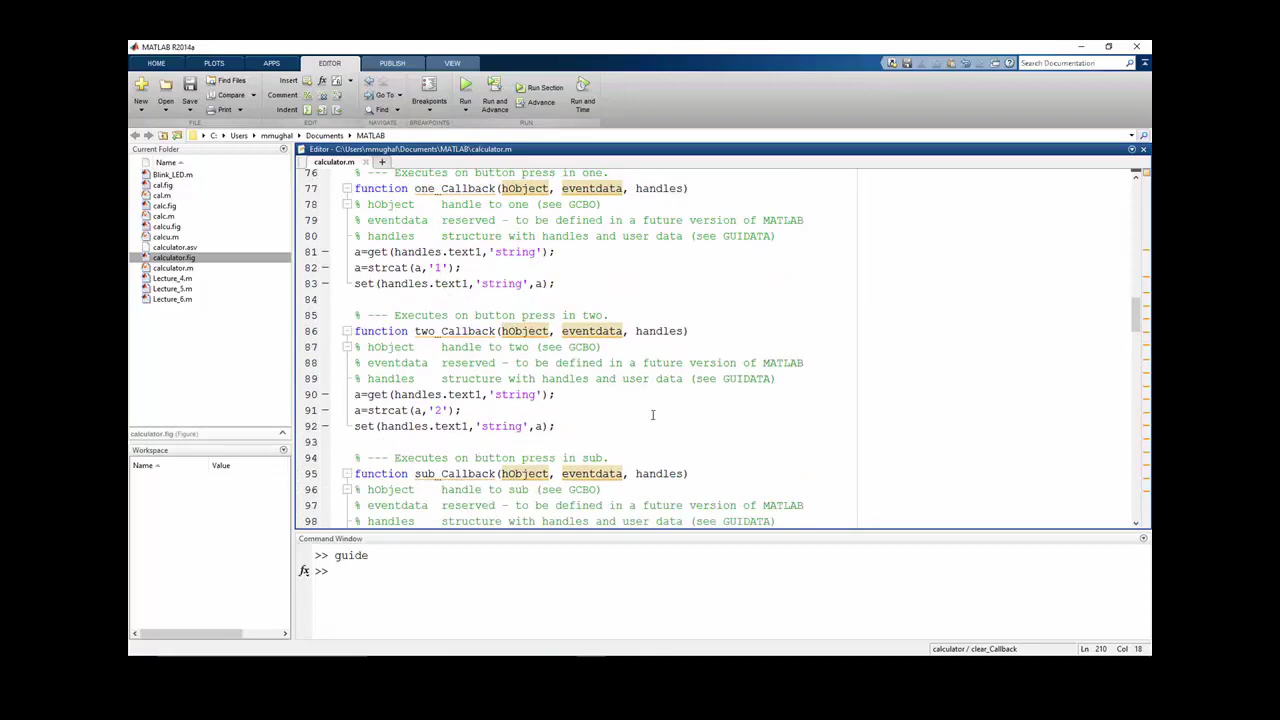 MATLAB R2014a
HOME PLOTS APPS EDITOR PUBLISH VIEW Search Documentation
Find Files Insert fx Run Section
Compare Comment Go To
New Open Save Print Indent Find Breakpoints Run Run and Advance Advance Run and Time
FILE EDIT NAVIGATE BREAKPOINTS RUN
C: Users mmughal Documents MATLAB
Current Folder
Name
Blink_LED.m
cal.fig
cal.m
calc.fig
calc.m
calcu.fig
calcu.m
calculator.asv
calculator.fig
calculator.m
Lecture_4.m
Lecture_5.m
Lecture_6.m
calculator.fig (Figure)
Workspace
Name Value
Editor - C:\Users\mmughal\Documents\MATLAB\calculator.m
calculator.m
76 % --- Executes on button press in one.
77 function one_Callback(hObject, eventdata, handles)
78 % hObject    handle to one (see GCBO)
79 % eventdata  reserved - to be defined in a future version of MATLAB
80 % handles    structure with handles and user data (see GUIDATA)
81 a=get(handles.text1,'string');
82 a=strcat(a,'1');
83 set(handles.text1,'string',a);
84
85 % --- Executes on button press in two.
86 function two_Callback(hObject, eventdata, handles)
87 % hObject    handle to two (see GCBO)
88 % eventdata  reserved - to be defined in a future version of MATLAB
89 % handles    structure with handles and user data (see GUIDATA)
90 a=get(handles.text1,'string');
91 a=strcat(a,'2');
92 set(handles.text1,'string',a);
93
94 % --- Executes on button press in sub.
95 function sub_Callback(hObject, eventdata, handles)
96 % hObject    handle to sub (see GCBO)
97 % eventdata  reserved - to be defined in a future version of MATLAB
98 % handles    structure with handles and user data (see GUIDATA)
Command Window
>> guide
fx >>
calculator / clear_Callback Ln 210 Col 18